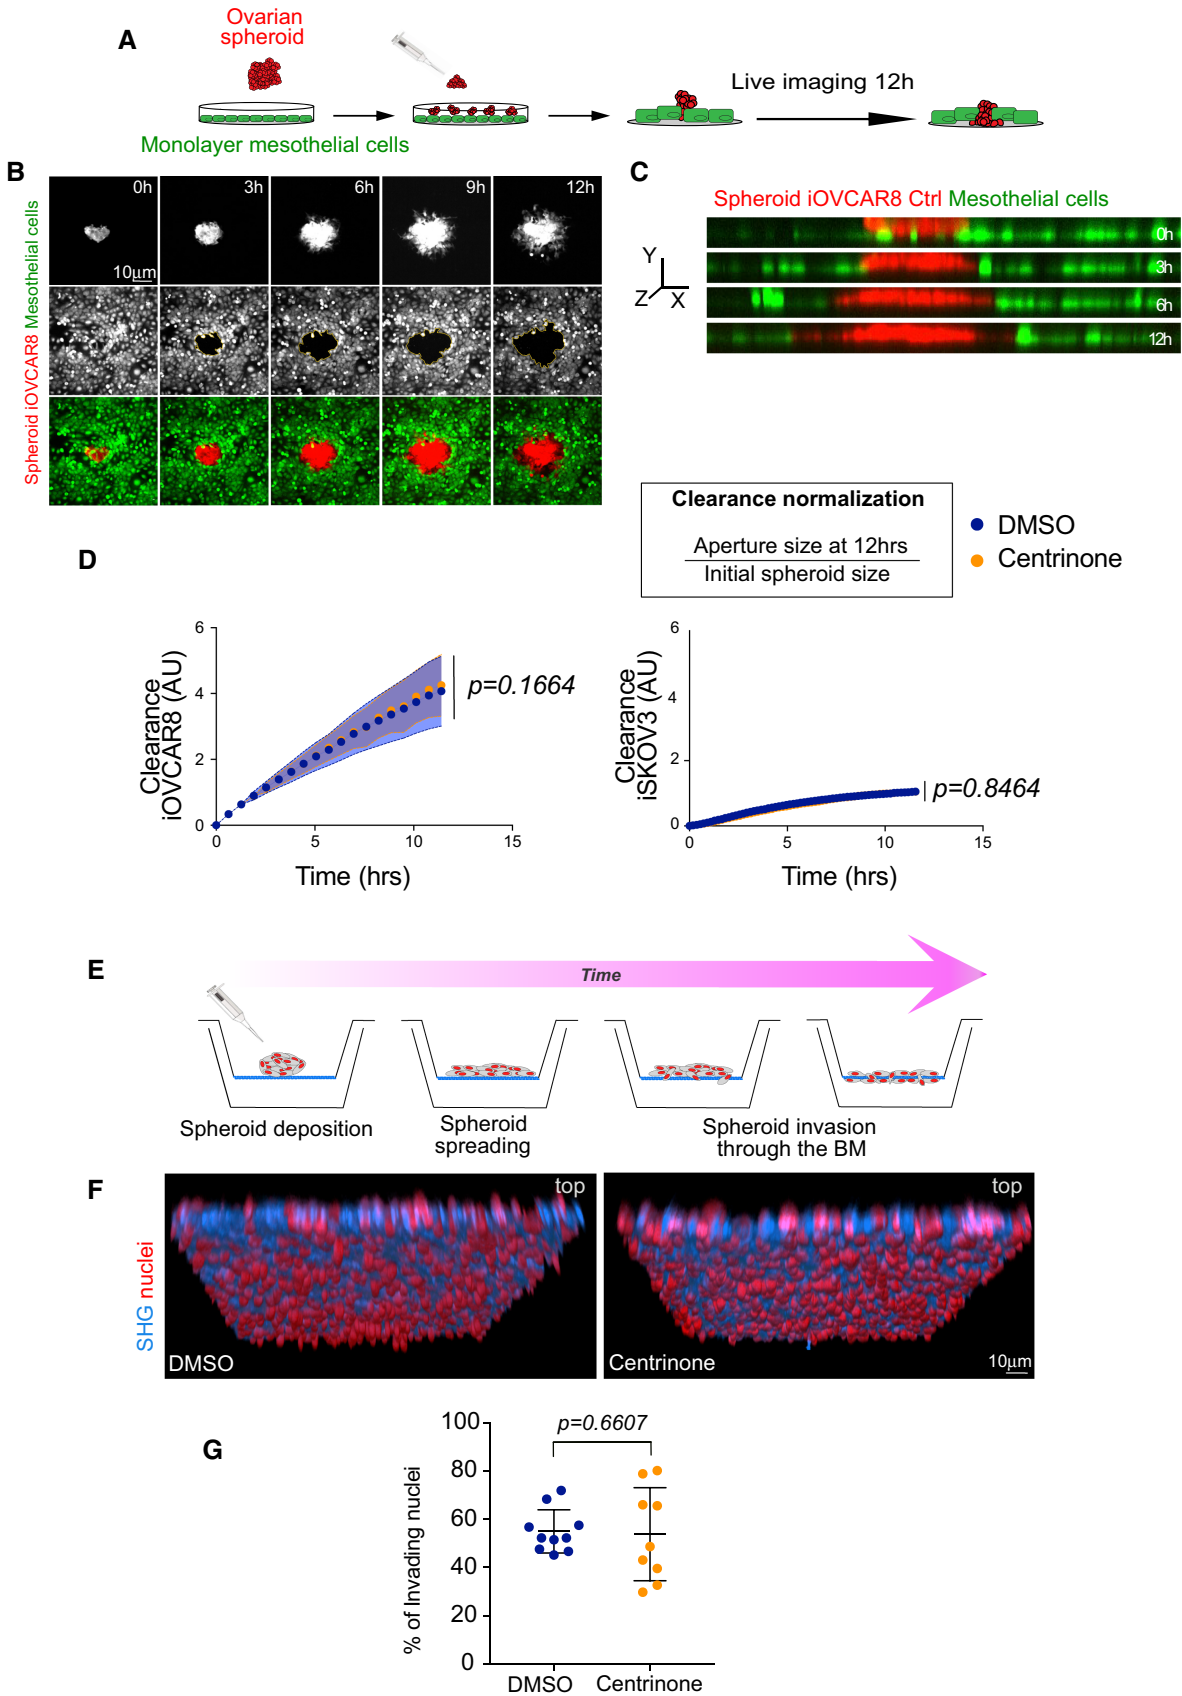 A
Ovarian
spheroid
Live imaging 12h
Monolayer mesothelial cells
B
Spheroid iOVCAR8 Mesothelial cells
0h
3h
6h
9h
12h
10μm
C
Spheroid iOVCAR8 Ctrl Mesothelial cells
Y
Z X
0h
3h
6h
12h
Clearance normalization
Aperture size at 12hrs
Initial spheroid size
DMSO
Centrinone
D
Clearance
iOVCAR8 (AU)
6
4
2
0
0
5
10
15
p=0.1664
Time (hrs)
Clearance
iSKOV3 (AU)
6
4
2
0
0
5
10
15
p=0.8464
Time (hrs)
E
Time
Spheroid deposition
Spheroid
spreading
Spheroid invasion
through the BM
F
SHG nuclei
top
DMSO
top
Centrinone
10μm
G
% of Invading nuclei
100
80
60
40
20
0
p=0.6607
DMSO
Centrinone